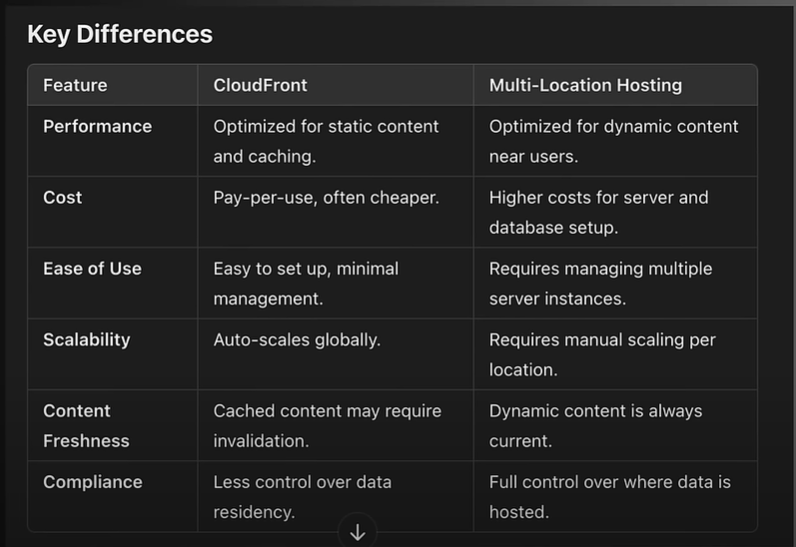 Key Differences
Feature CloudFront Multi-Location Hosting
Performance Optimized for static content Optimized for dynamic content
and caching. near users.
Cost Pay-per-use, often cheaper. Higher costs for server and
database setup.
Ease of Use Easy to set up, minimal Requires managing multiple
management. server instances.
Scalability Auto-scales globally. Requires manual scaling per
location.
Content Cached content may require Dynamic content is always
Freshness invalidation. current.
Compliance Less control over data Full control over where data is
residency. hosted.